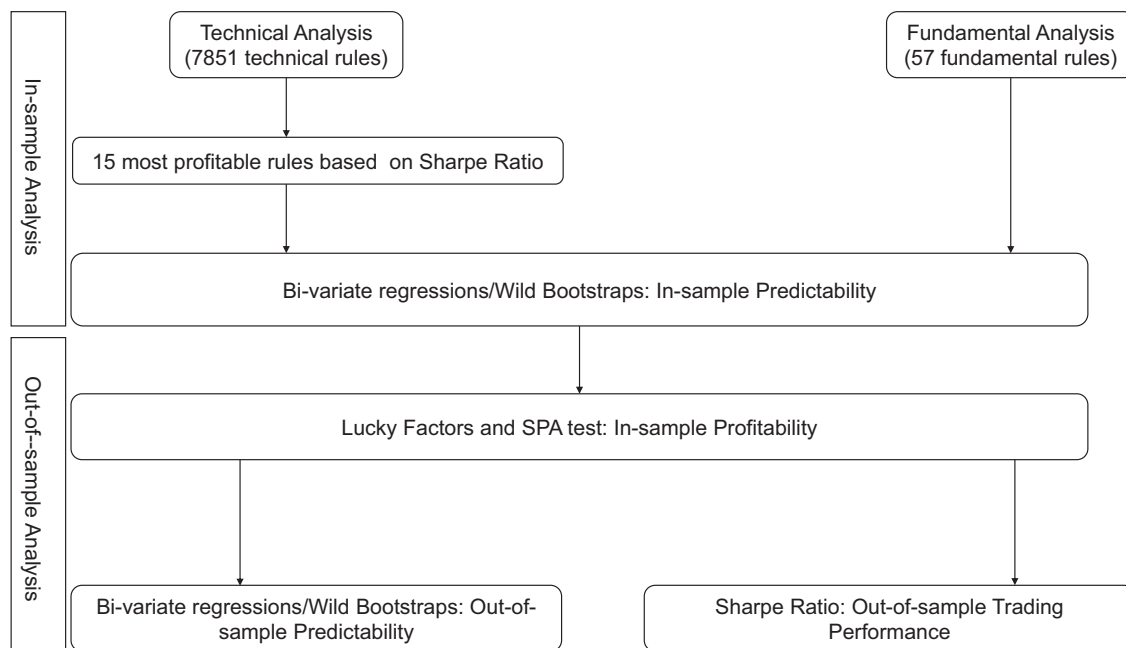 In-sample Analysis
Technical Analysis
(7851 technical rules)
Fundamental Analysis
(57 fundamental rules)
15 most profitable rules based on Sharpe Ratio
Bi-variate regressions/Wild Bootstraps: In-sample Predictability
Out-of--sample Analysis
Lucky Factors and SPA test: In-sample Profitability
Bi-variate regressions/Wild Bootstraps: Out-of-
sample Predictability
Sharpe Ratio: Out-of-sample Trading
Performance